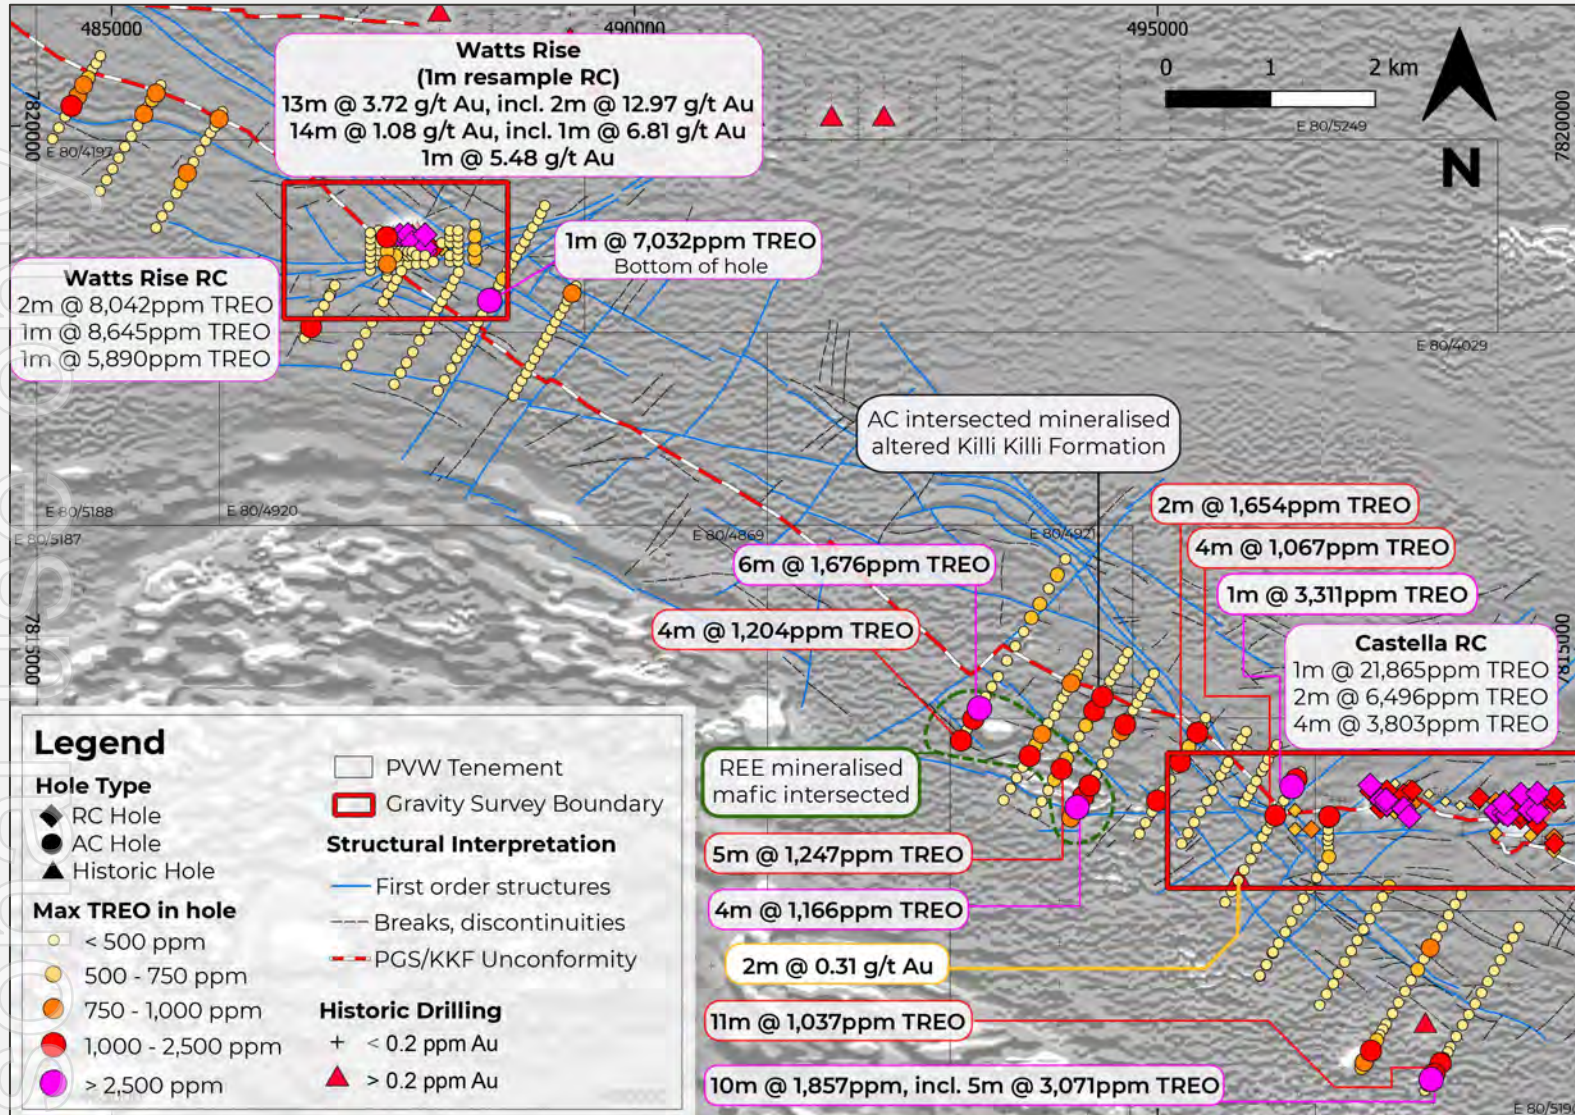 485000
490000
495000
7820000
7820000
7815000
7815000
0 1 2 km
N
E 80/5249
E 80/4197
Watts Rise
(1m resample RC)
13m @ 3.72 g/t Au, incl. 2m @ 12.97 g/t Au
14m @ 1.08 g/t Au, incl. 1m @ 6.81 g/t Au
1m @ 5.48 g/t Au
1m @ 7,032ppm TREO
Bottom of hole
Watts Rise RC
2m @ 8,042ppm TREO
1m @ 8,645ppm TREO
1m @ 5,890ppm TREO
E 80/4029
AC intersected mineralised
altered Killi Killi Formation
E 80/5188
E 80/4920
E 80/5187
E 80/4869
E 80/4921
2m @ 1,654ppm TREO
4m @ 1,067ppm TREO
6m @ 1,676ppm TREO
1m @ 3,311ppm TREO
4m @ 1,204ppm TREO
Castella RC
1m @ 21,865ppm TREO
2m @ 6,496ppm TREO
4m @ 3,803ppm TREO
REE mineralised
mafic intersected
5m @ 1,247ppm TREO
4m @ 1,166ppm TREO
2m @ 0.31 g/t Au
11m @ 1,037ppm TREO
10m @ 1,857ppm, incl. 5m @ 3,071ppm TREO
Legend
Hole Type
RC Hole
AC Hole
Historic Hole
Max TREO in hole
< 500 ppm
500 - 750 ppm
750 - 1,000 ppm
1,000 - 2,500 ppm
> 2,500 ppm
PVW Tenement
Gravity Survey Boundary
Structural Interpretation
First order structures
Breaks, discontinuities
PGS/KKF Unconformity
Historic Drilling
< 0.2 ppm Au
> 0.2 ppm Au